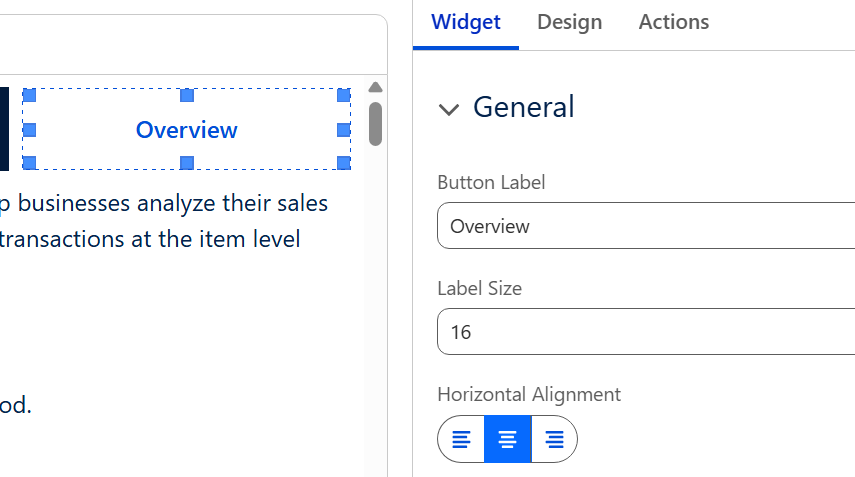 Overview
businesses analyze their sales
transactions at the item level
od.
Widget Design Actions
General
Button Label
Overview
Label Size
16
Horizontal Alignment